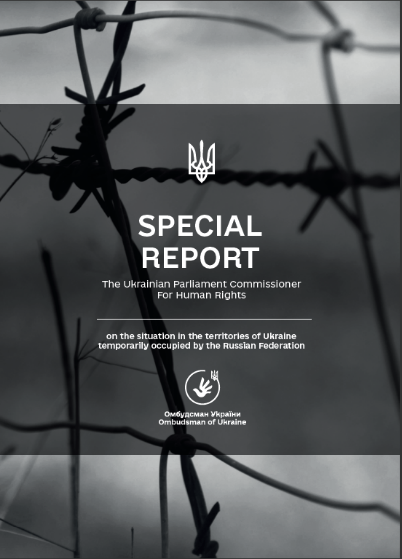 SPECIAL
REPORT
The Ukrainian Parliament Commissioner
For Human Rights
on the situation in the territories of Ukraine
temporarily occupied by the Russian Federation
Омбудсман України
Ombudsman of Ukraine